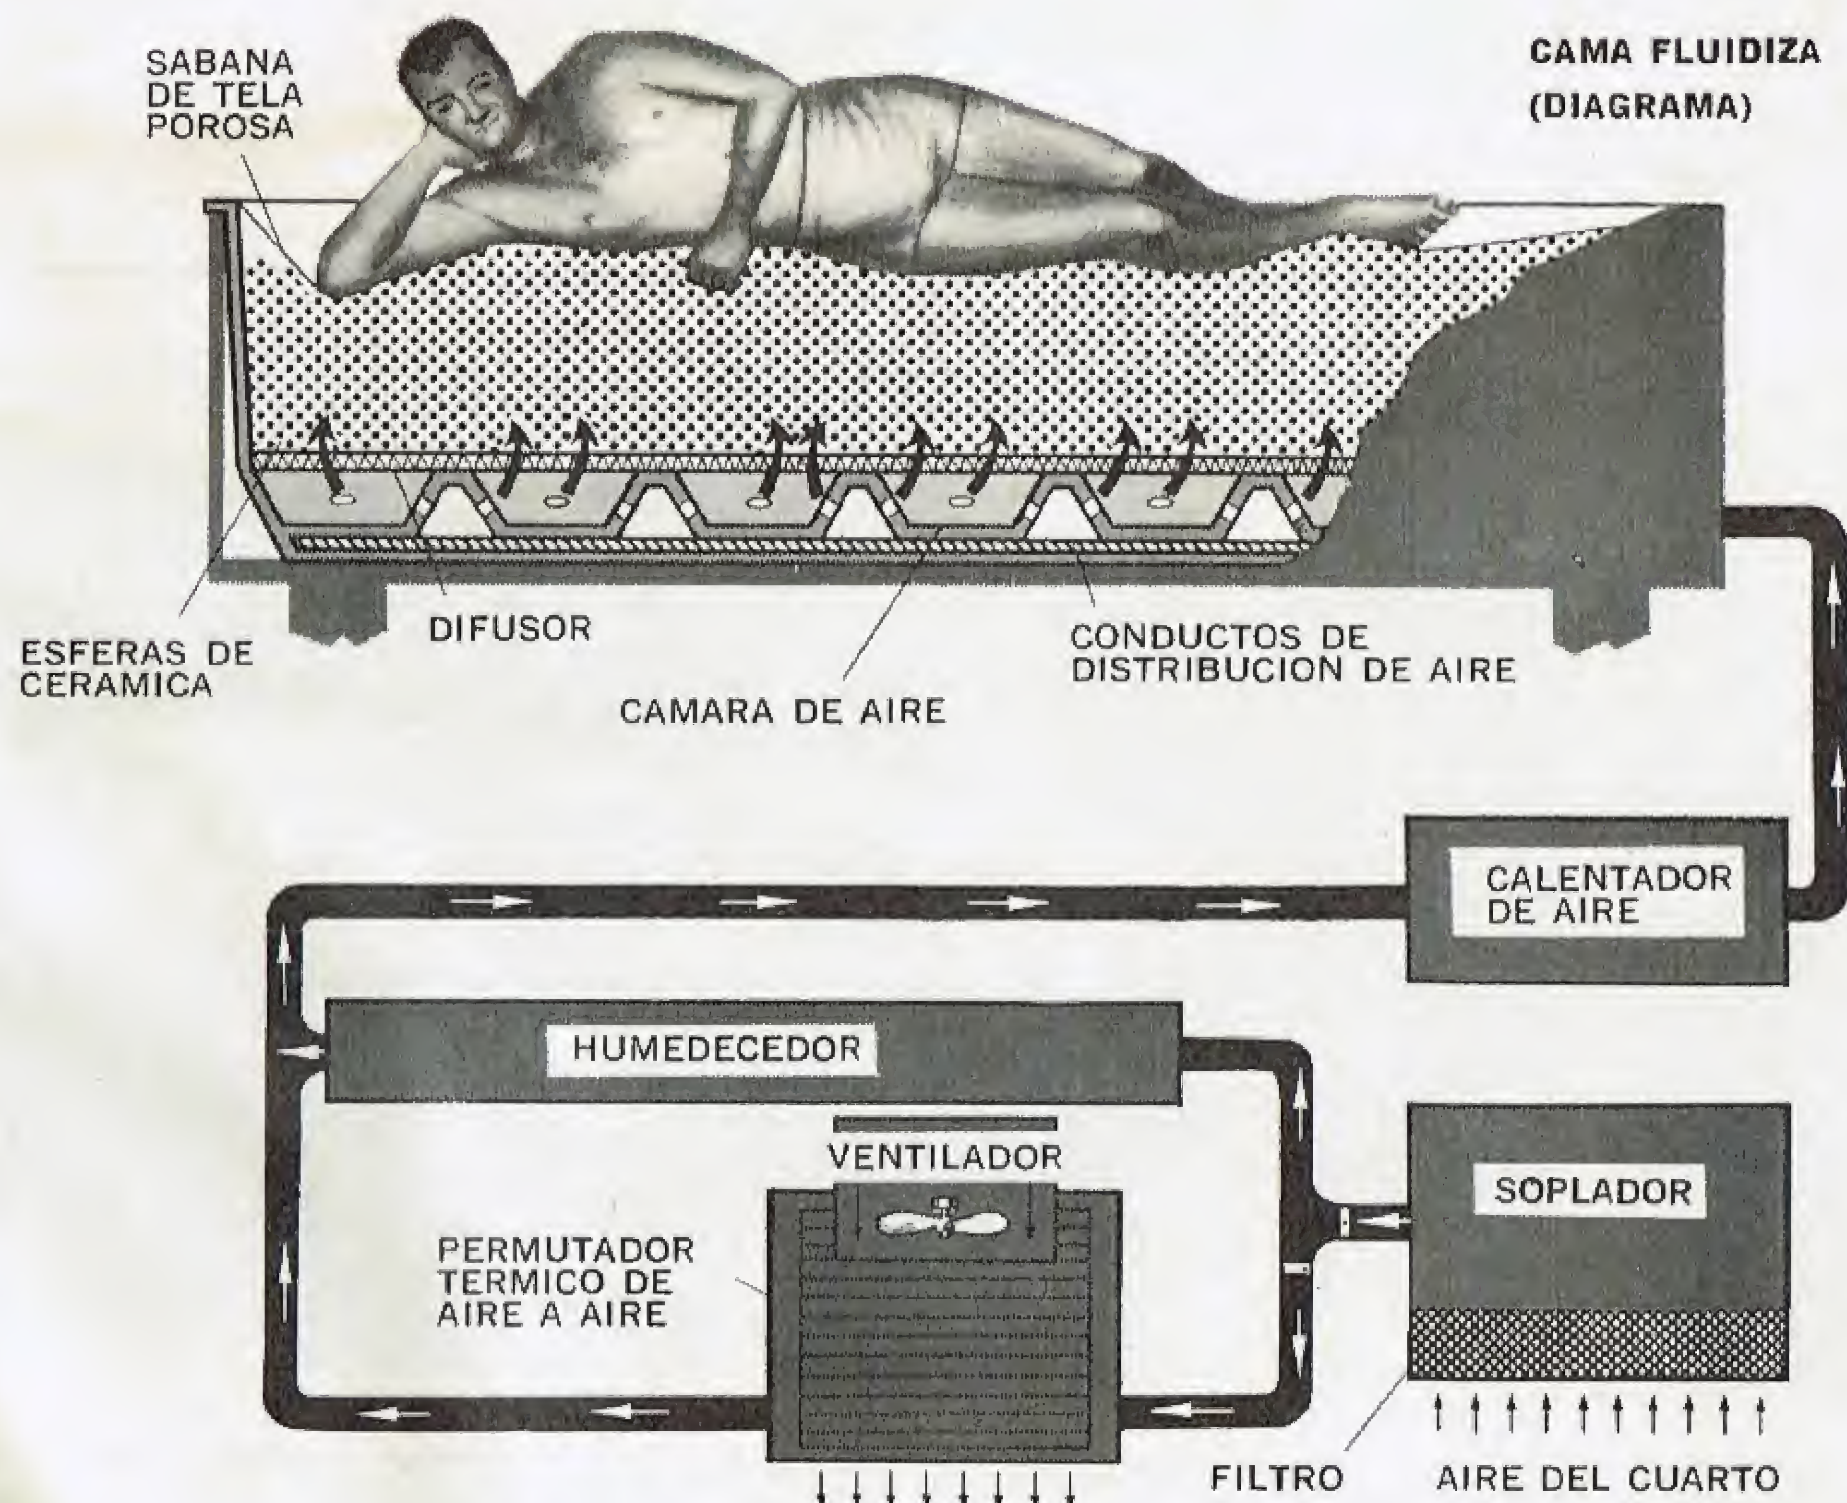 CAMA FLUIDIZA
(DIAGRAMA)
SABANA
DE TELA
POROSA
ESFERAS DE
CERAMICA
DIFUSOR
CAMARA DE AIRE
CONDUCTOS DE
DISTRIBUCION DE AIRE
CALENTADOR
DE AIRE
HUMEDECEDOR
VENTILADOR
SOPLADOR
PERMUTADOR
TERMICO DE
AIRE A AIRE
FILTRO
AIRE DEL CUARTO